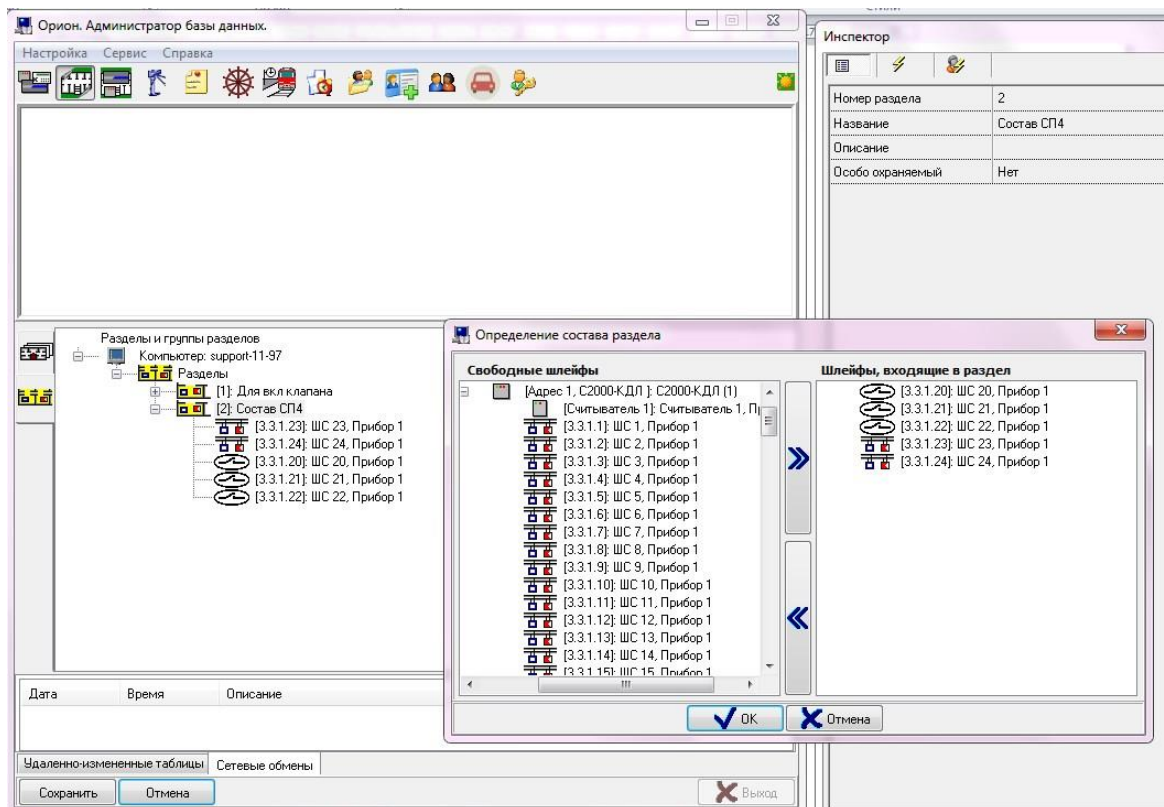 Орион. Администратор базы данных.
Настройка Сервис Справка
Разделы и группы разделов
Компьютер: support-11-97
Разделы
[1]: Для вкл клапана
[2]: Состав СП4
[3.3.1.23]: ШС 23, Прибор 1
[3.3.1.24]: ШС 24, Прибор 1
[3.3.1.20]: ШС 20, Прибор 1
[3.3.1.21]: ШС 21, Прибор 1
[3.3.1.22]: ШС 22, Прибор 1
Дата Время Описание
Удаленно-измененные таблицы Сетевые обмены
Сохранить Отмена Выход
Инспектор
Номер раздела 2
Название Состав СП4
Описание
Особо охраняемый Нет
Определение состава раздела
Свободные шлейфы
[Адрес 1, С2000-КДЛ ]: С2000-КДЛ (1)
[Считыватель 1]: Считыватель 1, П
[3.3.1.1]: ШС 1, Прибор 1
[3.3.1.2]: ШС 2, Прибор 1
[3.3.1.3]: ШС 3, Прибор 1
[3.3.1.4]: ШС 4, Прибор 1
[3.3.1.5]: ШС 5, Прибор 1
[3.3.1.6]: ШС 6, Прибор 1
[3.3.1.7]: ШС 7, Прибор 1
[3.3.1.8]: ШС 8, Прибор 1
[3.3.1.9]: ШС 9, Прибор 1
[3.3.1.10]: ШС 10, Прибор 1
[3.3.1.11]: ШС 11, Прибор 1
[3.3.1.12]: ШС 12, Прибор 1
[3.3.1.13]: ШС 13, Прибор 1
[3.3.1.14]: ШС 14, Прибор 1
[3.3.1.15]: ШС 15, Прибор 1
Шлейфы, входящие в раздел
[3.3.1.20]: ШС 20, Прибор 1
[3.3.1.21]: ШС 21, Прибор 1
[3.3.1.22]: ШС 22, Прибор 1
[3.3.1.23]: ШС 23, Прибор 1
[3.3.1.24]: ШС 24, Прибор 1
OK Отмена